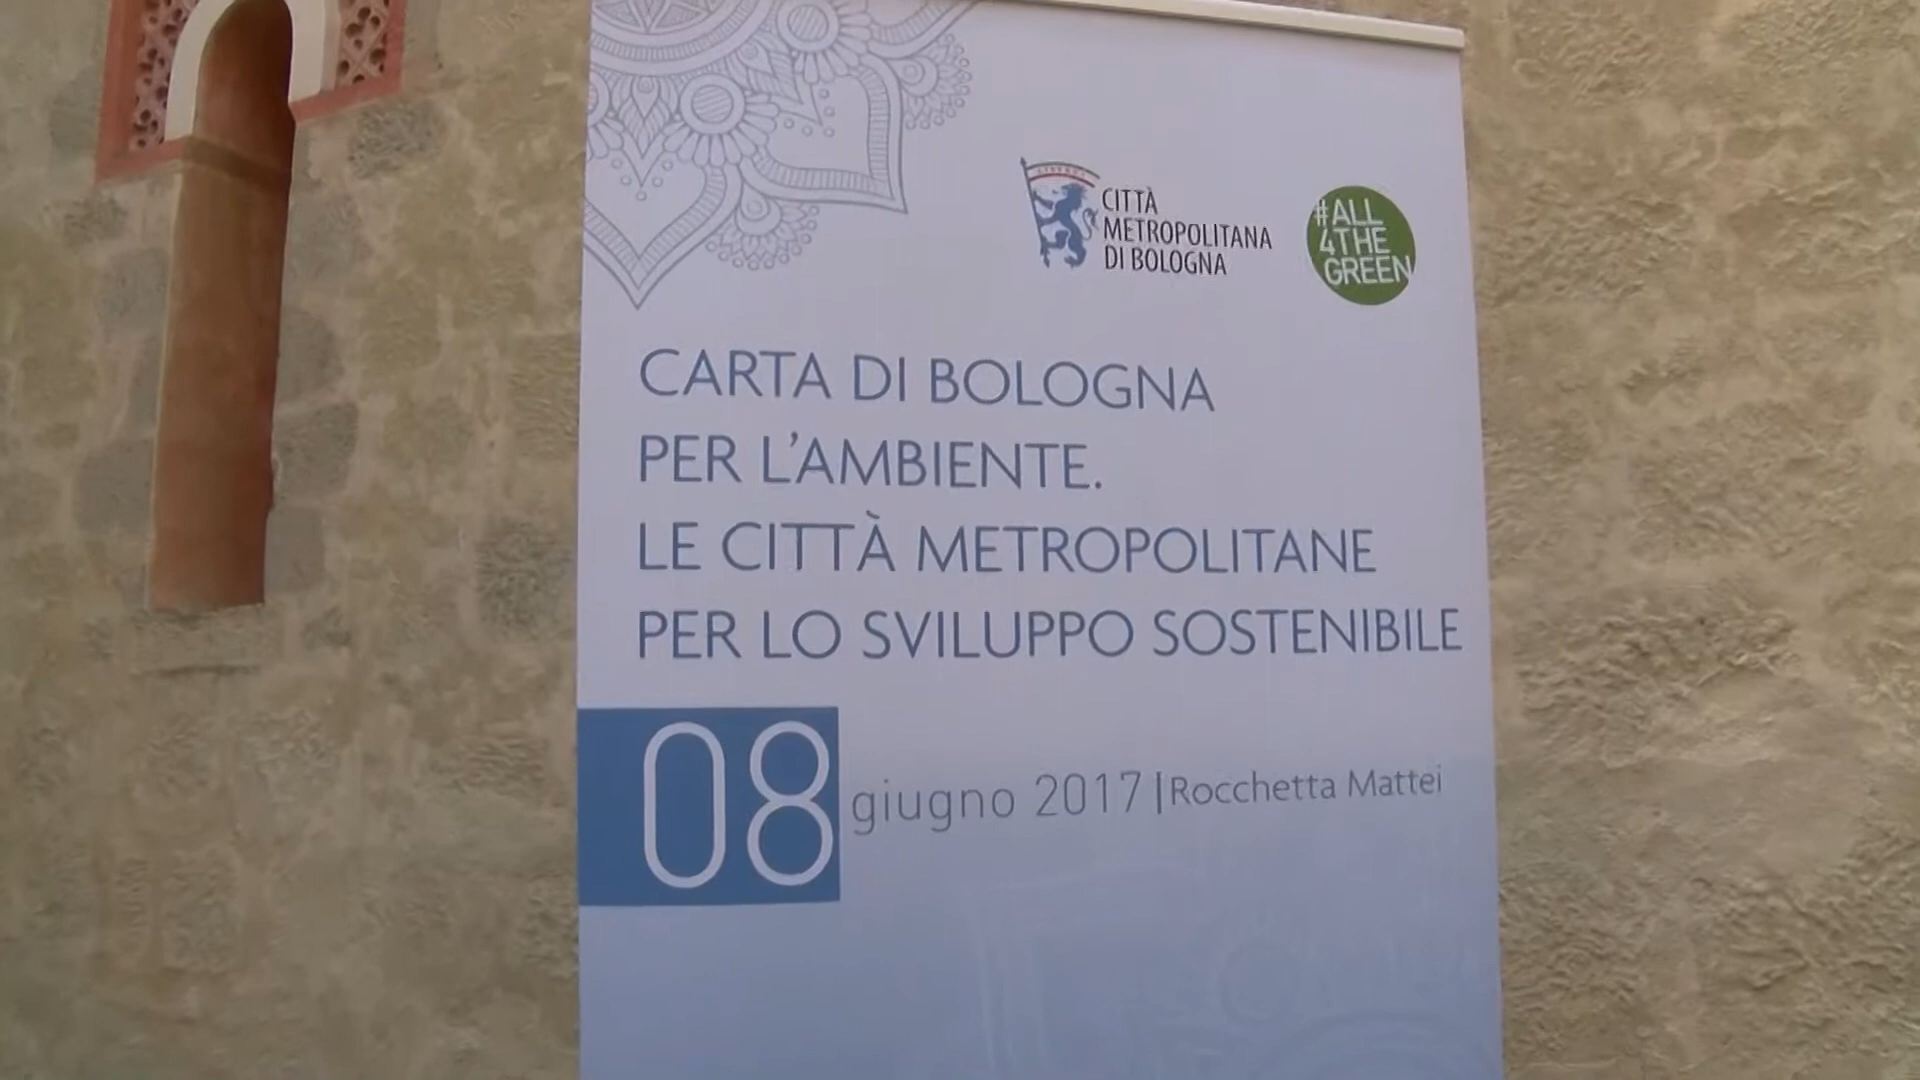 CITTÀ
METROPOLITANA
DI BOLOGNA
#ALL
4THE
GREEN
CARTA DI BOLOGNA
PER L'AMBIENTE.
LE CITTÀ METROPOLITANE
PER LO SVILUPPO SOSTENIBILE
08 giugno 2017 | Rocchetta Mattei